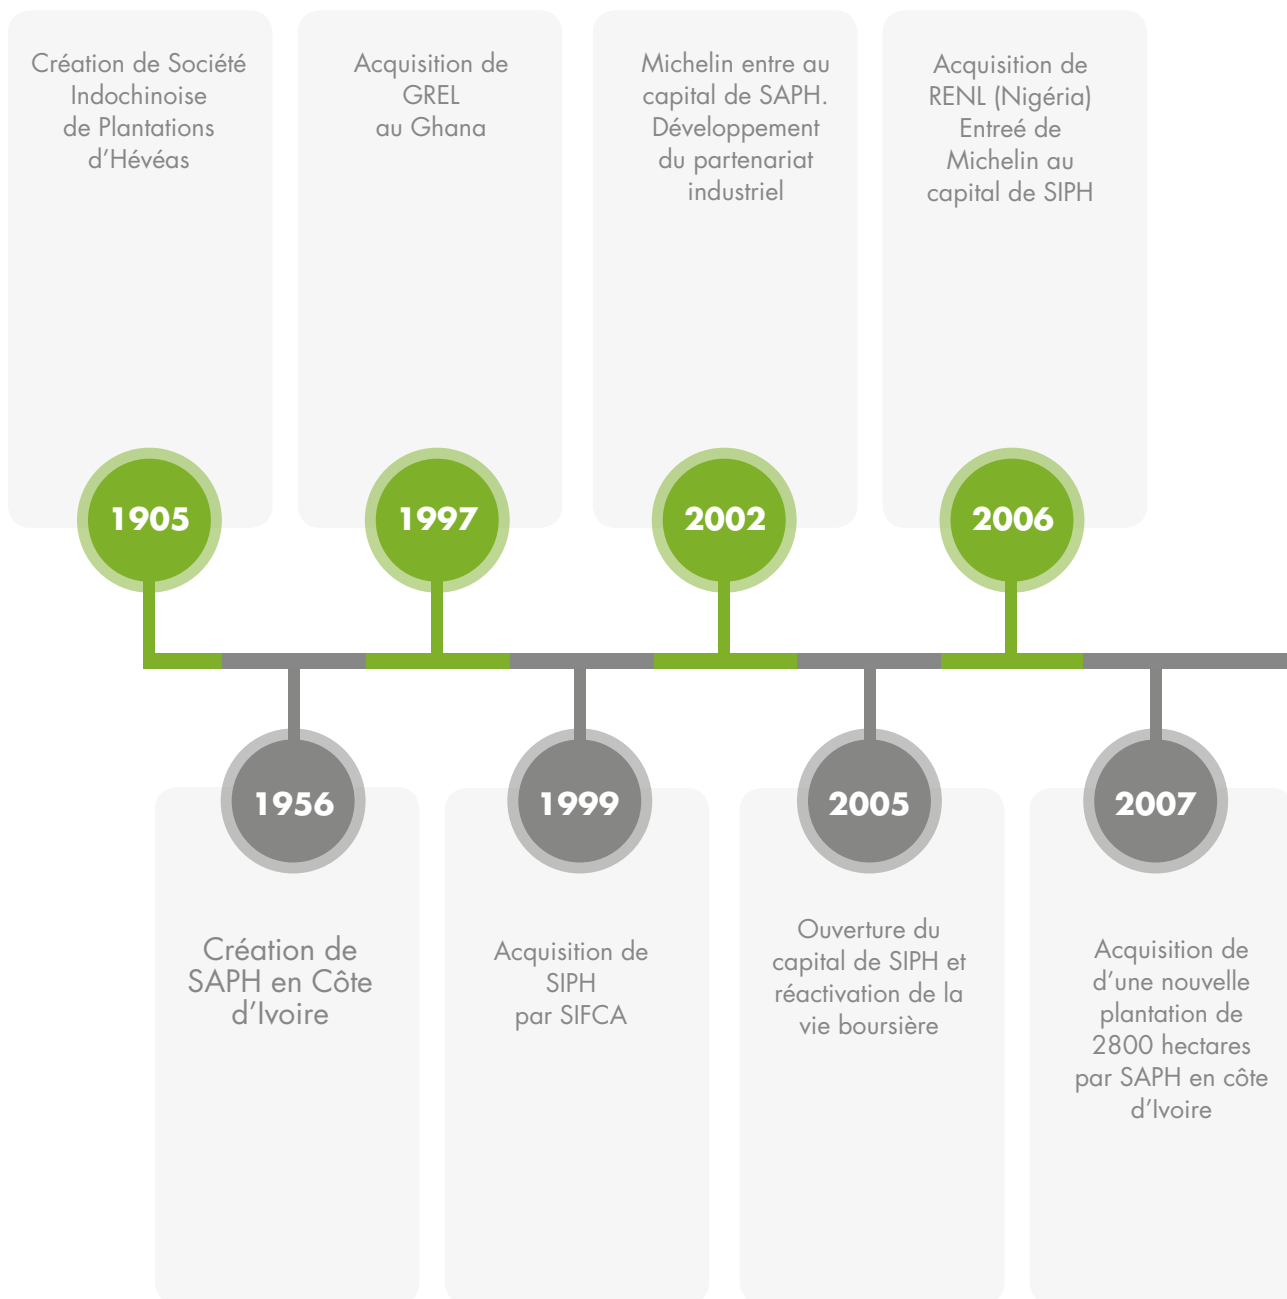 Création de Société
Indochinoise
de Plantations
d'Hévéas
Acquisition de
GREL
au Ghana
Michelin entre au
capital de SAPH.
Développement
du partenariat
industriel
Acquisition de
RENL (Nigéria)
Entreé de
Michelin au
capital de SIPH
1905
1997
2002
2006
1956
1999
2005
2007
Création de
SAPH en Côte
d'Ivoire
Acquisition de
SIPH
par SIFCA
Ouverture du
capital de SIPH et
réactivation de la
vie boursière
Acquisition de
d'une nouvelle
plantation de
2800 hectares
par SAPH en côte
d'Ivoire